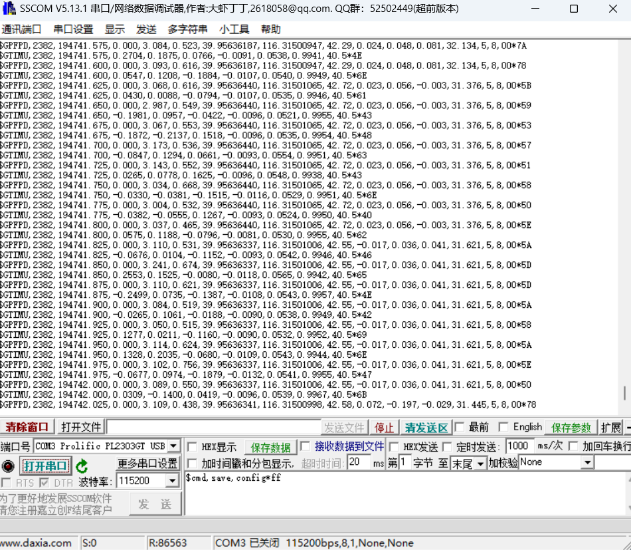 SSCOM V5.13.1 串口/网络数据调试器,作者:大虾丁丁,2618058@qq.com. QQ群: 52502449(超前版本)
通讯端口 串口设置 显示 发送 多字符串 小工具 帮助
$GPFPD,2382,194741.575,0.000,3.084,0.523,39.95636187,116.31500947,42.29,0.024,0.048,0.081,32.134,5,8,00*7A
$GTIMU,2382,194741.575,0.2704,0.1875,0.0766,-0.0091,0.0538,0.9941,40.5*4E
$GPFPD,2382,194741.600,0.000,3.093,0.616,39.95636187,116.31500947,42.29,0.024,0.048,0.081,32.134,5,8,00*78
$GTIMU,2382,194741.600,0.0547,0.1208,-0.1884,-0.0107,0.0540,0.9949,40.5*6E
$GPFPD,2382,194741.625,0.000,3.068,0.616,39.95636440,116.31501065,42.72,0.023,0.056,-0.003,31.376,5,8,00*5B
$GTIMU,2382,194741.625,0.0430,0.0088,-0.0794,-0.0107,0.0535,0.9946,40.5*61
$GPFPD,2382,194741.650,0.000,2.987,0.549,39.95636440,116.31501065,42.72,0.023,0.056,-0.003,31.376,5,8,00*59
$GTIMU,2382,194741.650,-0.1981,0.0957,-0.0422,-0.0096,0.0521,0.9955,40.5*43
$GPFPD,2382,194741.675,0.000,3.067,0.553,39.95636440,116.31501065,42.72,0.023,0.056,-0.003,31.376,5,8,00*53
$GTIMU,2382,194741.675,-0.1872,-0.2137,0.1518,-0.0096,0.0535,0.9954,40.5*48
$GPFPD,2382,194741.700,0.000,3.173,0.536,39.95636440,116.31501065,42.72,0.023,0.056,-0.003,31.376,5,8,00*57
$GTIMU,2382,194741.700,-0.0847,0.1294,0.0661,-0.0093,0.0554,0.9951,40.5*63
$GPFPD,2382,194741.725,0.000,3.143,0.552,39.95636440,116.31501065,42.72,0.023,0.056,-0.003,31.376,5,8,00*51
$GTIMU,2382,194741.725,0.0265,0.0778,0.1625,-0.0096,0.0548,0.9938,40.5*43
$GPFPD,2382,194741.750,0.000,3.034,0.668,39.95636440,116.31501065,42.72,0.023,0.056,-0.003,31.376,5,8,00*58
$GTIMU,2382,194741.750,-0.0330,-0.0381,-0.1515,-0.0116,0.0529,0.9951,40.5*6E
$GPFPD,2382,194741.775,0.000,3.004,0.532,39.95636440,116.31501065,42.72,0.023,0.056,-0.003,31.376,5,8,00*50
$GTIMU,2382,194741.775,-0.0382,-0.0555,0.1267,-0.0093,0.0524,0.9950,40.5*40
$GPFPD,2382,194741.800,0.000,3.037,0.465,39.95636440,116.31501065,42.72,0.023,0.056,-0.003,31.376,5,8,00*5E
$GTIMU,2382,194741.800,0.0575,0.1188,-0.0796,-0.0081,0.0530,0.9955,40.5*62
$GPFPD,2382,194741.825,0.000,3.110,0.531,39.95636337,116.31501006,42.55,-0.017,0.036,0.041,31.621,5,8,00*5A
$GTIMU,2382,194741.825,-0.0676,0.0104,-0.1152,-0.0093,0.0542,0.9946,40.5*46
$GPFPD,2382,194741.850,0.000,3.241,0.674,39.95636337,116.31501006,42.55,-0.017,0.036,0.041,31.621,5,8,00*5D
$GTIMU,2382,194741.850,0.2553,0.1525,-0.0080,-0.0118,0.0565,0.9942,40.5*65
$GPFPD,2382,194741.875,0.000,3.110,0.621,39.95636337,116.31501006,42.55,-0.017,0.036,0.041,31.621,5,8,00*5D
$GTIMU,2382,194741.875,-0.2499,0.0735,-0.1387,-0.0108,0.0543,0.9957,40.5*4E
$GPFPD,2382,194741.900,0.000,3.084,0.519,39.95636337,116.31501006,42.55,-0.017,0.036,0.041,31.621,5,8,00*5A
$GTIMU,2382,194741.900,-0.0265,0.1061,-0.0188,-0.0090,0.0538,0.9949,40.5*42
$GPFPD,2382,194741.925,0.000,3.050,0.515,39.95636337,116.31501006,42.55,-0.017,0.036,0.041,31.621,5,8,00*58
$GTIMU,2382,194741.925,0.1277,0.0211,-0.1160,-0.0090,0.0532,0.9952,40.5*69
$GPFPD,2382,194741.950,0.000,3.114,0.624,39.95636337,116.31501006,42.55,-0.017,0.036,0.041,31.621,5,8,00*5A
$GTIMU,2382,194741.950,0.1328,0.2035,-0.0680,-0.0109,0.0543,0.9944,40.5*6E
$GPFPD,2382,194741.975,0.000,3.102,0.756,39.95636337,116.31501006,42.55,-0.017,0.036,0.041,31.621,5,8,00*5E
$GTIMU,2382,194741.975,-0.0677,0.0974,-0.1879,-0.0132,0.0541,0.9955,40.5*47
$GPFPD,2382,194742.000,0.000,3.089,0.550,39.95636337,116.31501006,42.55,-0.017,0.036,0.041,31.621,5,8,00*50
$GTIMU,2382,194742.000,0.0309,-0.1400,0.0419,-0.0096,0.0539,0.9967,40.5*6B
$GPFPD,2382,194742.025,0.000,3.109,0.438,39.95636341,116.31500998,42.58,0.072,-0.197,-0.029,31.445,5,8,00*78
清除窗口 打开文件 发送文件 停止 清发送区 最前 English 保存参数 扩展
端口号 COM3 Prolific PL2303GT USB HEX显示 保存数据 接收数据到文件 HEX发送 定时发送: 1000 ms/次 加回车换行
打开串口 更多串口设置 加时间戳和分包显示, 超时时间: 20 ms 第 1 字节 至 末尾 加校验 None
RTS DTR 波特率: 115200 $cmd,save,config*ff
为了更好地发展SSCOM软件
请您注册嘉立创F结尾客户
发 送
www.daxia.com S:0 R:86563 COM3 已关闭 115200bps,8,1,None,None